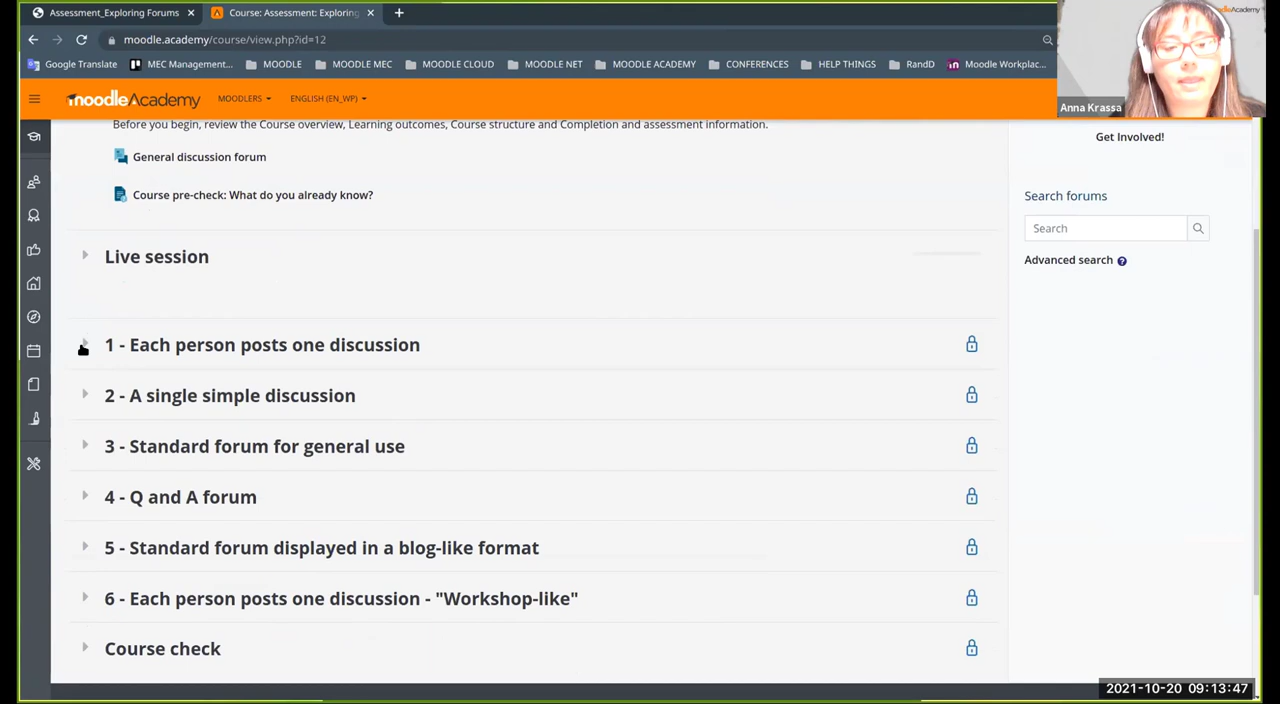 Assessment_Exploring Forums
Course: Assessment: Exploring
moodle.academy/course/view.php?id=12
Google Translate
MEC Management...
MOODLE
MOODLE MEC
MOODLE CLOUD
MOODLE NET
MOODLE ACADEMY
CONFERENCES
HELP THINGS
RandD
Moodle Workplac...
moodleAcademy
MOODLERS
ENGLISH (EN_WP)
Anna Krassa
Before you begin, review the Course overview, Learning outcomes, Course structure and Completion and assessment information.
General discussion forum
Course pre-check: What do you already know?
Live session
1 - Each person posts one discussion
2 - A single simple discussion
3 - Standard forum for general use
4 - Q and A forum
5 - Standard forum displayed in a blog-like format
6 - Each person posts one discussion - "Workshop-like"
Course check
Get Involved!
Search forums
Search
Advanced search
2021-10-20 09:13:47